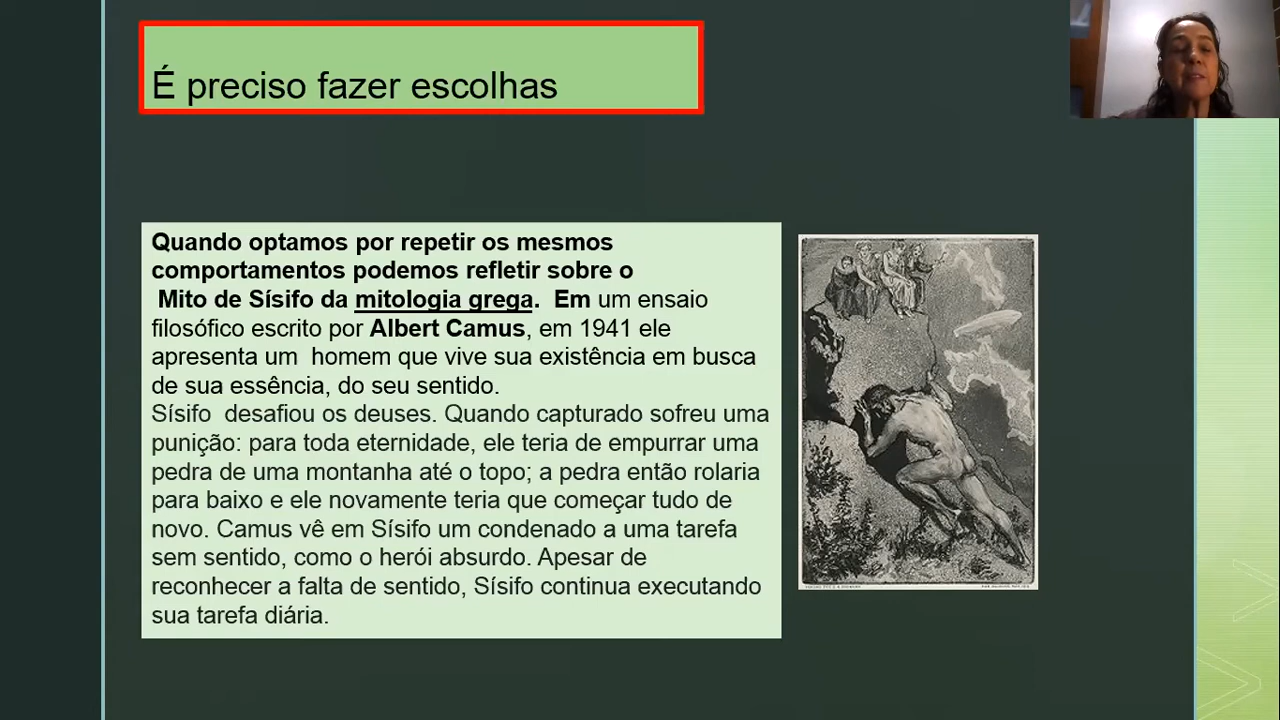 É preciso fazer escolhas
Quando optamos por repetir os mesmos
comportamentos podemos refletir sobre o
Mito de Sísifo da mitologia grega. Em um ensaio
filosófico escrito por Albert Camus, em 1941 ele
apresenta um homem que vive sua existência em busca
de sua essência, do seu sentido.
Sísifo desafiou os deuses. Quando capturado sofreu uma
punição: para toda eternidade, ele teria de empurrar uma
pedra de uma montanha até o topo; a pedra então rolaria
para baixo e ele novamente teria que começar tudo de
novo. Camus vê em Sísifo um condenado a uma tarefa
sem sentido, como o herói absurdo. Apesar de
reconhecer a falta de sentido, Sísifo continua executando
sua tarefa diária.